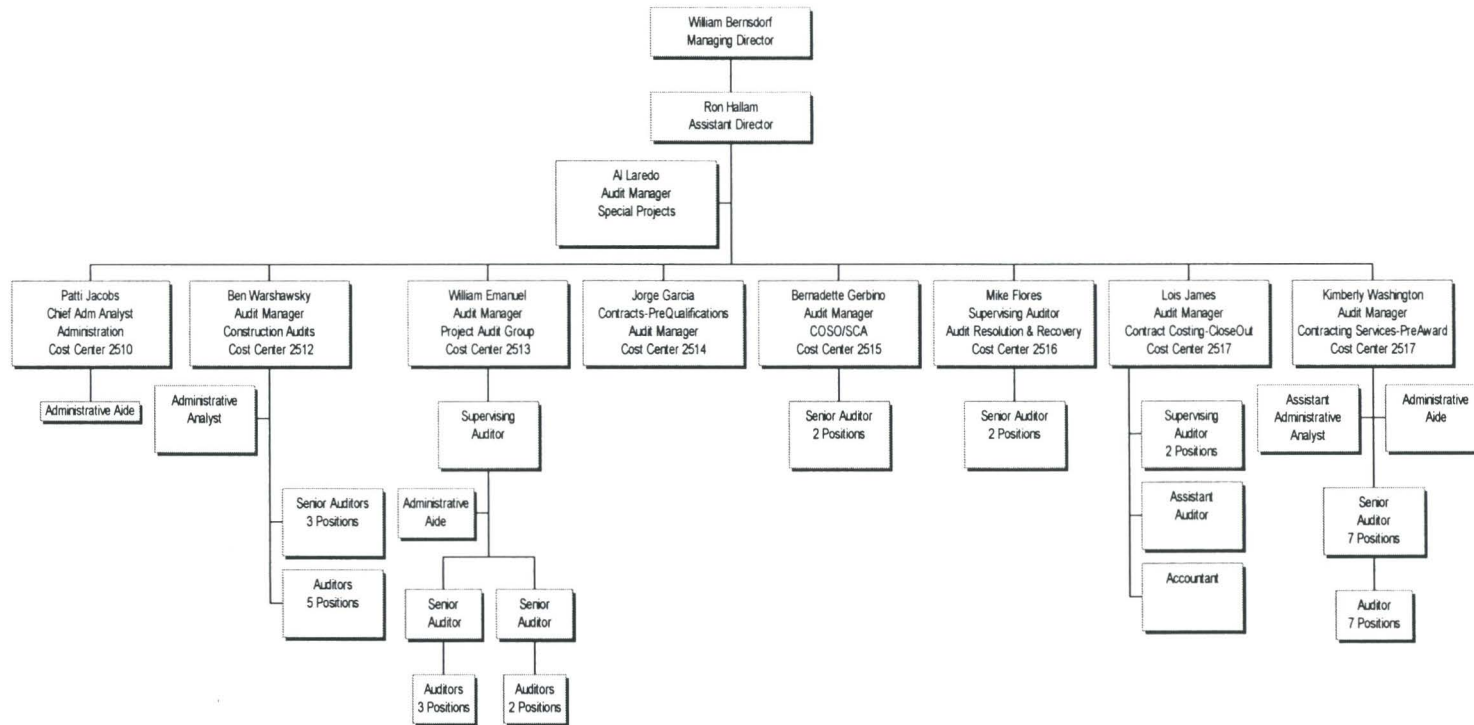 William Bernsdorf
Managing Director
Ron Hallam
Assistant Director
Al Laredo
Audit Manager
Special Projects
Patti Jacobs
Chief Adm Analyst
Administration
Cost Center 2510
Administrative Aide
Ben Warshawsky
Audit Manager
Construction Audits
Cost Center 2512
Administrative
Analyst
Senior Auditors
3 Positions
Auditors
5 Positions
William Emanuel
Audit Manager
Project Audit Group
Cost Center 2513
Supervising
Auditor
Administrative
Aide
Senior
Auditor
Auditors
3 Positions
Senior
Auditor
Auditors
2 Positions
Jorge Garcia
Contracts-PreQualifications
Audit Manager
Cost Center 2514
Bernadette Gerbino
Audit Manager
COSO/SCA
Cost Center 2515
Senior Auditor
2 Positions
Mike Flores
Supervising Auditor
Audit Resolution & Recovery
Cost Center 2516
Senior Auditor
2 Positions
Lois James
Audit Manager
Contract Costing-CloseOut
Cost Center 2517
Supervising
Auditor
2 Positions
Assistant
Auditor
Accountant
Kimberly Washington
Audit Manager
Contracting Services-PreAward
Cost Center 2517
Assistant
Administrative
Analyst
Administrative
Aide
Senior
Auditor
7 Positions
Auditor
7 Positions